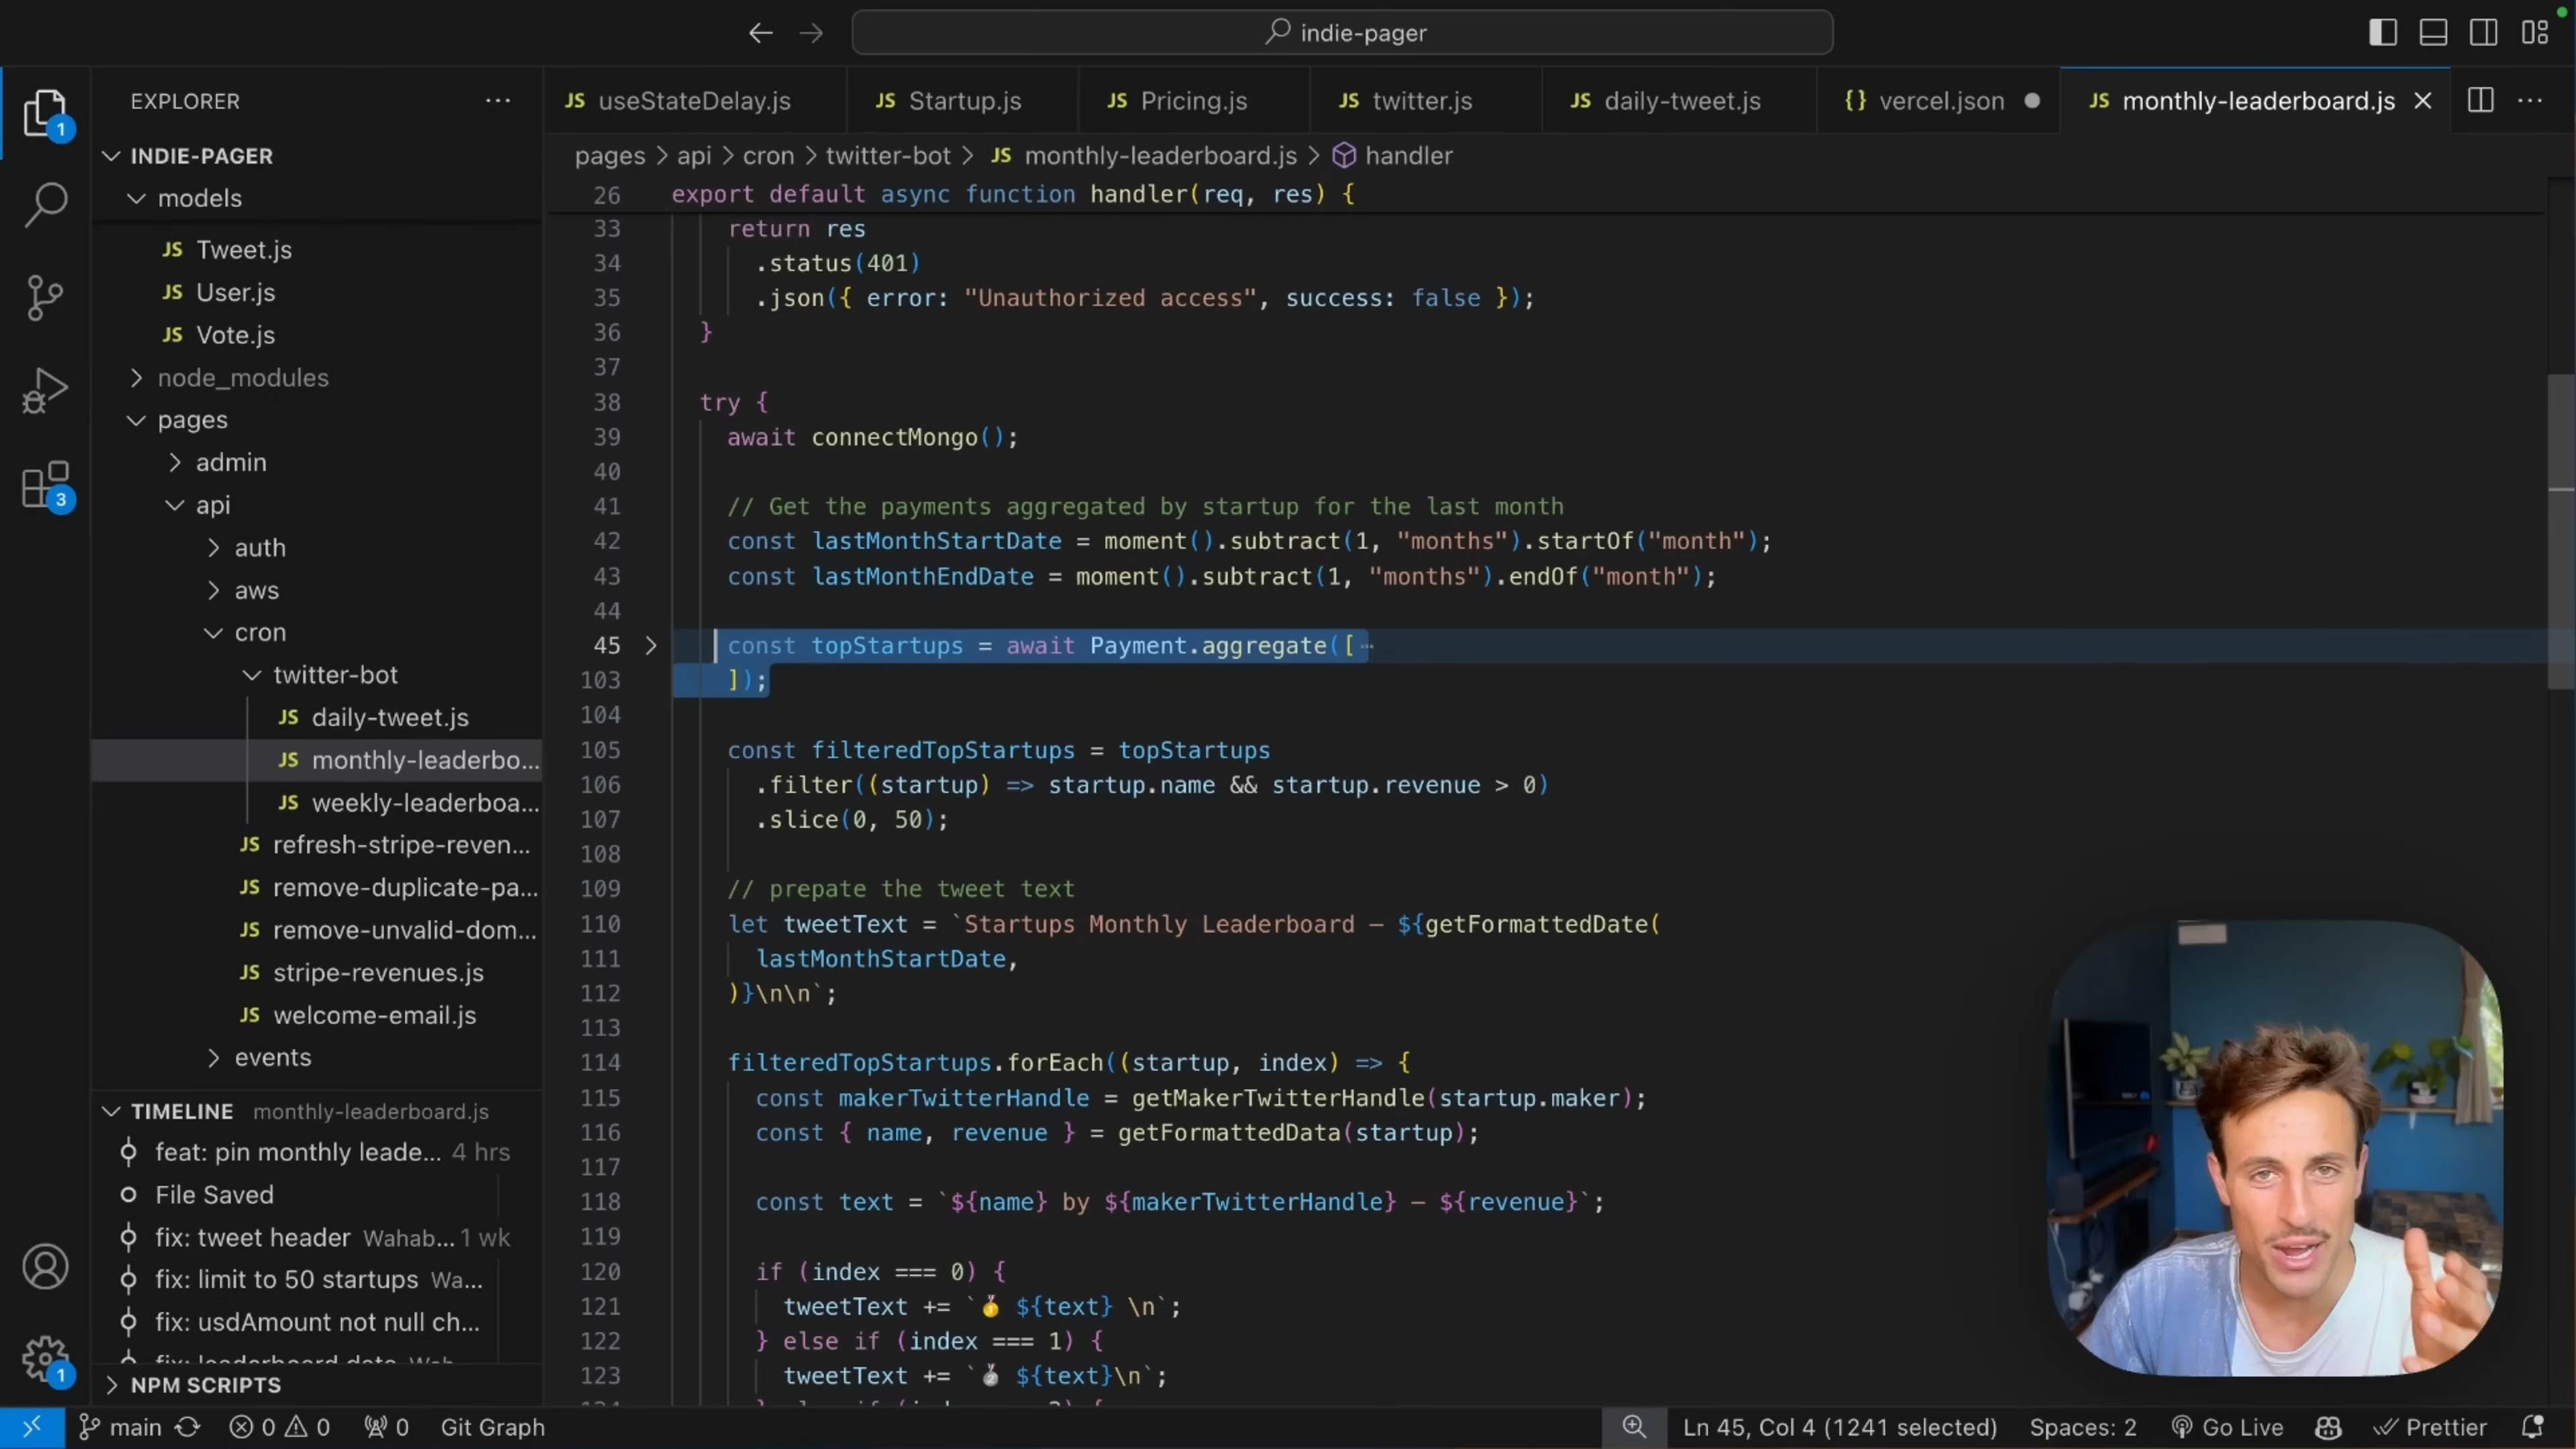 indie-pager
EXPLORER
useStateDelay.js
Startup.js
Pricing.js
twitter.js
daily-tweet.js
vercel.json
monthly-leaderboard.js
pages > api > cron > twitter-bot > JS monthly-leaderboard.js > handler
INDIE-PAGER
models
JS Tweet.js
JS User.js
JS Vote.js
node_modules
pages
admin
api
auth
aws
cron
twitter-bot
JS daily-tweet.js
JS monthly-leaderbo...
JS weekly-leaderboa...
JS refresh-stripe-reven...
JS remove-duplicate-pa...
JS remove-unvalid-dom...
JS stripe-revenues.js
JS welcome-email.js
events
TIMELINE monthly-leaderboard.js
feat: pin monthly leade... 4 hrs
File Saved
fix: tweet header Wahab... 1 wk
fix: limit to 50 startups Wa...
fix: usdAmount not null ch...
NPM SCRIPTS
26 export default async function handler(req, res) {
33 return res
34 .status(401)
35 .json({ error: "Unauthorized access", success: false });
36 }
37
38 try {
39 await connectMongo();
40
41 // Get the payments aggregated by startup for the last month
42 const lastMonthStartDate = moment().subtract(1, "months").startOf("month");
43 const lastMonthEndDate = moment().subtract(1, "months").endOf("month");
44
45 const topStartups = await Payment.aggregate([ ···
103 ]);
104
105 const filteredTopStartups = topStartups
106 .filter((startup) => startup.name && startup.revenue > 0)
107 .slice(0, 50);
108
109 // prepate the tweet text
110 let tweetText = `Startups Monthly Leaderboard — ${getFormattedDate(
111 lastMonthStartDate,
112 )}\n\n`;
113
114 filteredTopStartups.forEach((startup, index) => {
115 const makerTwitterHandle = getMakerTwitterHandle(startup.maker);
116 const { name, revenue } = getFormattedData(startup);
117
118 const text = `${name} by ${makerTwitterHandle} — ${revenue}`;
119
120 if (index === 0) {
121 tweetText += `🥇 ${text} \n`;
122 } else if (index === 1) {
123 tweetText += `🥈 ${text}\n`;
main
0 0
0
Git Graph
Ln 45, Col 4 (1241 selected)
Spaces: 2
Go Live
Prettier